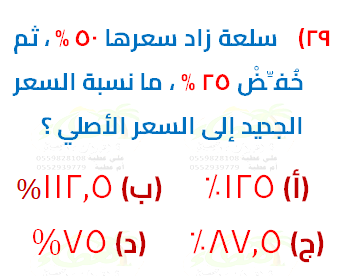 ٢٩) سلعة زاد سعرها ٥٠ % ، ثم
خُفِّضْ ٢٥ % ، ما نسبة السعر
الجديد إلى السعر الأصلي ؟
(أ) ١٢٥٪ (ب) ١١٢,٥%
(ج) ٨٧,٥٪ (د) ٧٥%